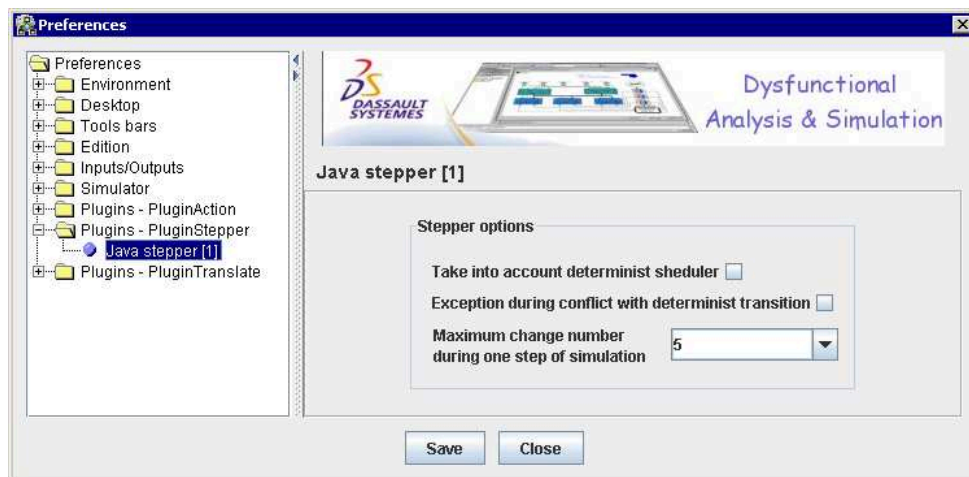 Preferences
Preferences
Environment
Desktop
Tools bars
Edition
Inputs/Outputs
Simulator
Plugins - PluginAction
Plugins - PluginStepper
Java stepper [1]
Plugins - PluginTranslate
DASSAULT
SYSTEMES
Dysfunctional
Analysis & Simulation
Java stepper [1]
Stepper options
Take into account determinist sheduler
Exception during conflict with determinist transition
Maximum change number
during one step of simulation
5
Save
Close